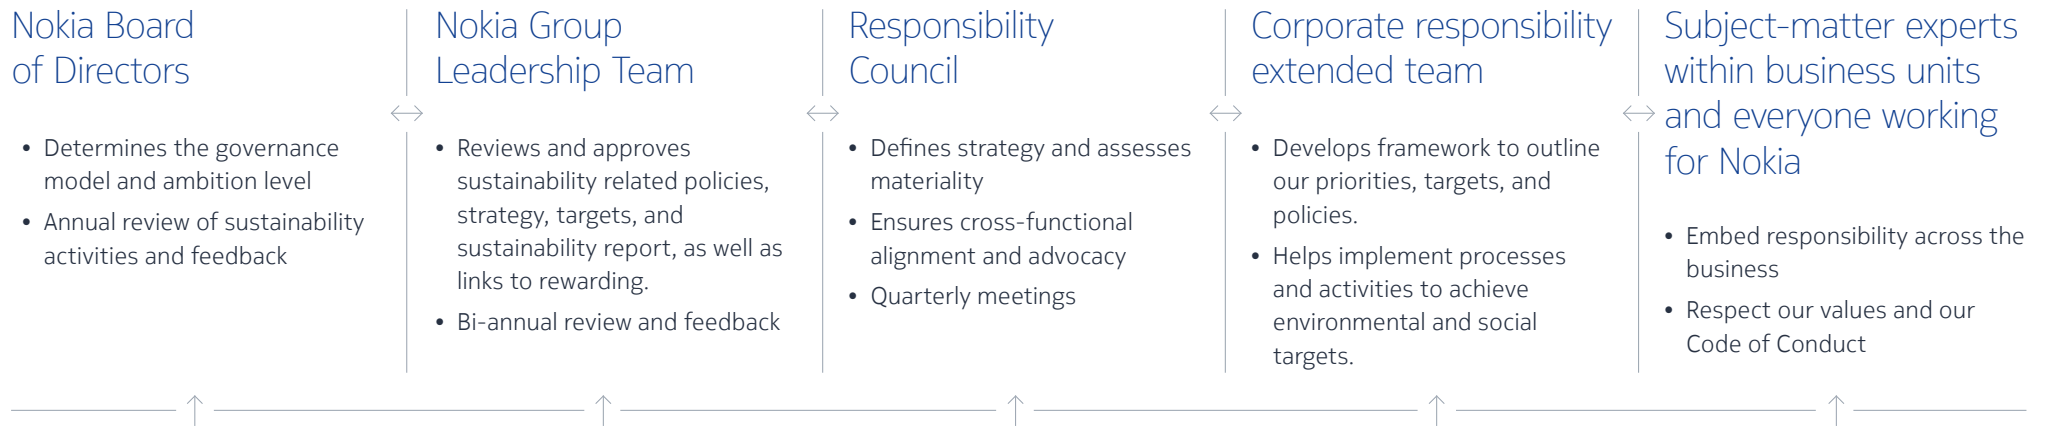 Nokia Board
of Directors
• Determines the governance
model and ambition level
• Annual review of sustainability
activities and feedback
Nokia Group
Leadership Team
• Reviews and approves
sustainability related policies,
strategy, targets, and
sustainability report, as well as
links to rewarding.
• Bi-annual review and feedback
Responsibility
Council
• Defines strategy and assesses
materiality
• Ensures cross-functional
alignment and advocacy
• Quarterly meetings
Corporate responsibility
extended team
• Develops framework to outline
our priorities, targets, and
policies.
• Helps implement processes
and activities to achieve
environmental and social
targets.
Subject-matter experts
within business units
and everyone working
for Nokia
• Embed responsibility across the
business
• Respect our values and our
Code of Conduct